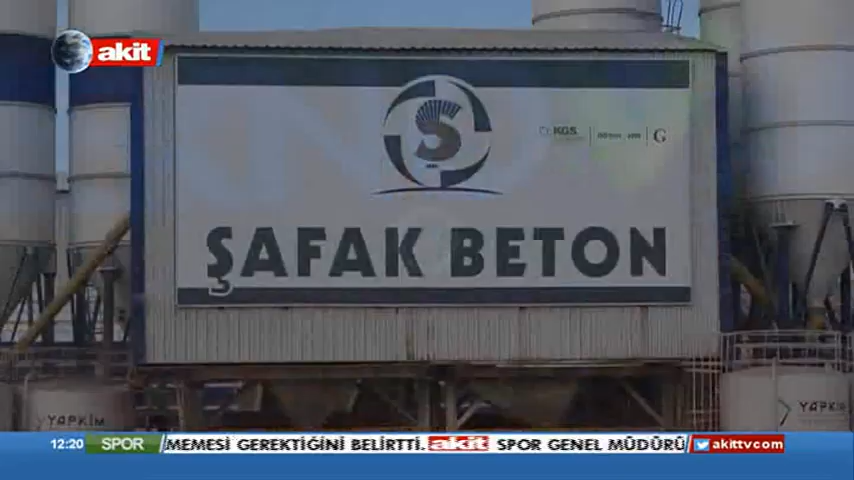 akit
Ş
KGS
G
ŞAFAK BETON
YAPKİM
YAPKİM
12:20 SPOR MEMESİ GEREKTİĞİNİ BELİRTTİ. akit SPOR GENEL MÜDÜRÜ akittvcom